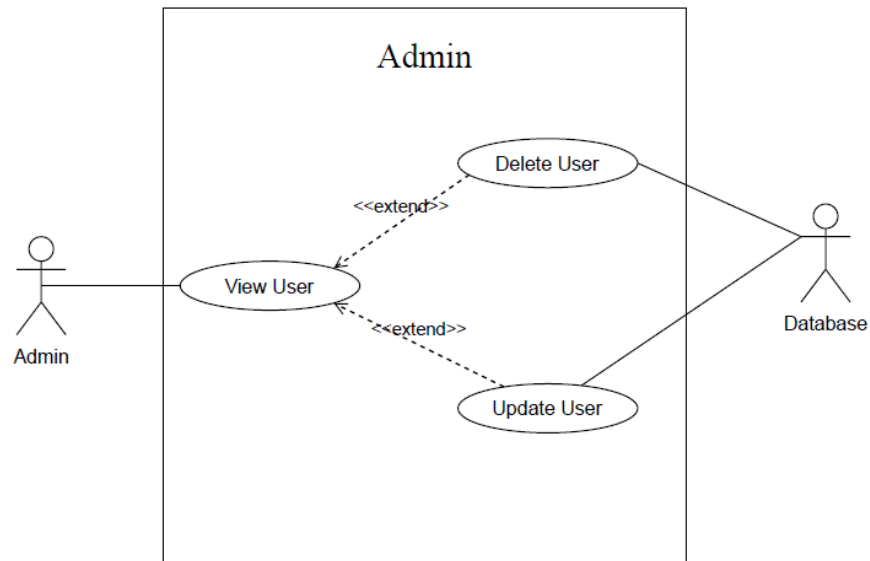 Admin
Delete User
<<extend>>
View User
Admin
<<extend>>
Update User
Database